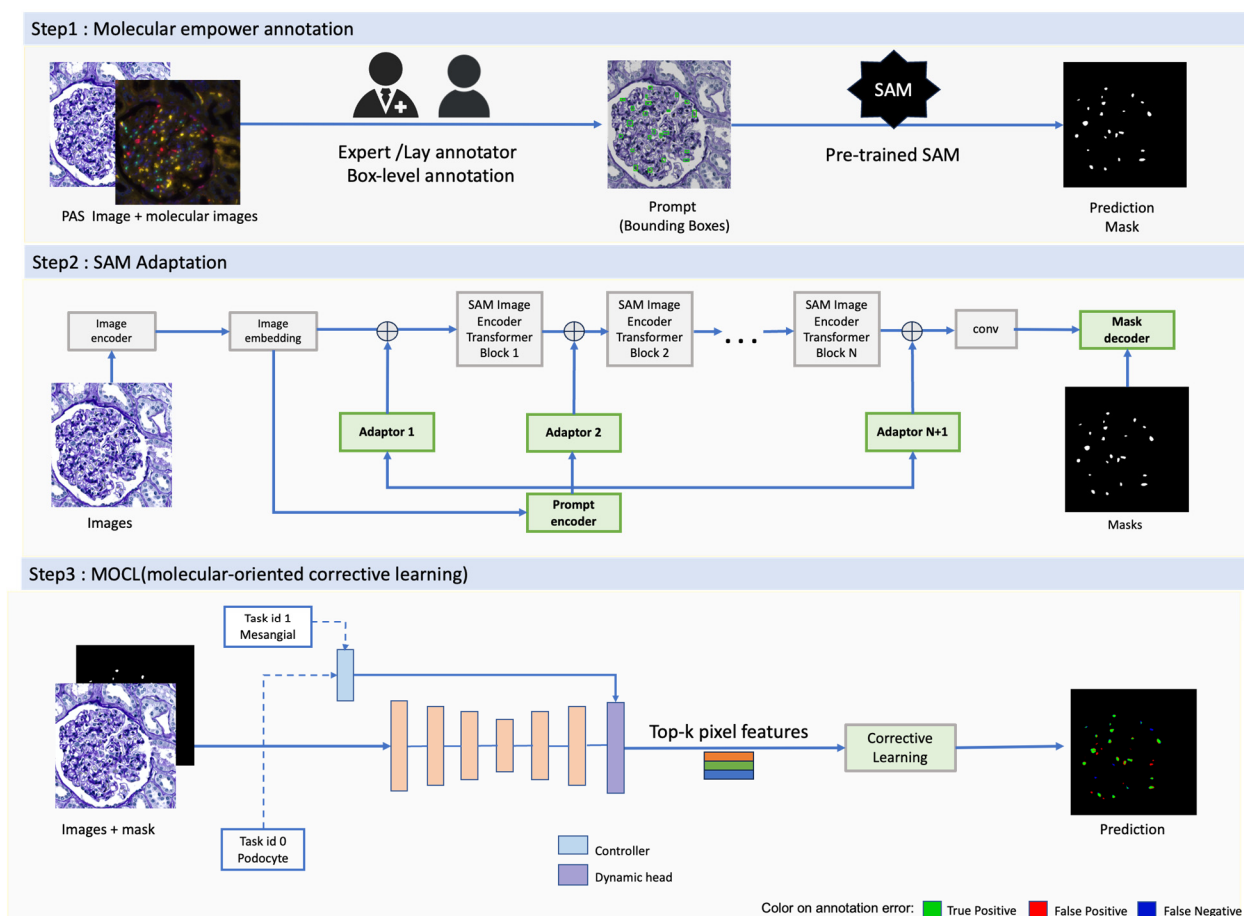 Step1 : Molecular empower annotation
SAM
Expert /Lay annotator
Box-level annotation
Pre-trained SAM
PAS  Image + molecular images
Prompt
(Bounding Boxes)
Prediction
Mask
Step2 : SAM Adaptation
Image
encoder
Image
embedding
SAM Image
Encoder
Transformer
Block 1
SAM Image
Encoder
Transformer
Block 2
. . .
SAM Image
Encoder
Transformer
Block N
conv
Mask
decoder
Adaptor 1
Adaptor 2
Adaptor N+1
Prompt
encoder
Images
Masks
Step3 : MOCL(molecular-oriented corrective learning)
Task id 1
Mesangial
Top-k pixel features
Corrective
Learning
Images + mask
Task id 0
Podocyte
Prediction
Controller
Dynamic head
Color on annotation error: True Positive False Positive False Negative